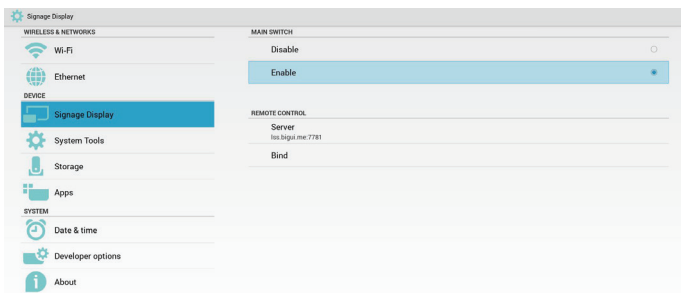 Signage Display
WIRELESS & NETWORKS
Wi-Fi
Ethernet
DEVICE
Signage Display
System Tools
Storage
Apps
SYSTEM
Date & time
Developer options
About
MAIN SWITCH
Disable
Enable
REMOTE CONTROL
Server
lss.bigui.me:7781
Bind